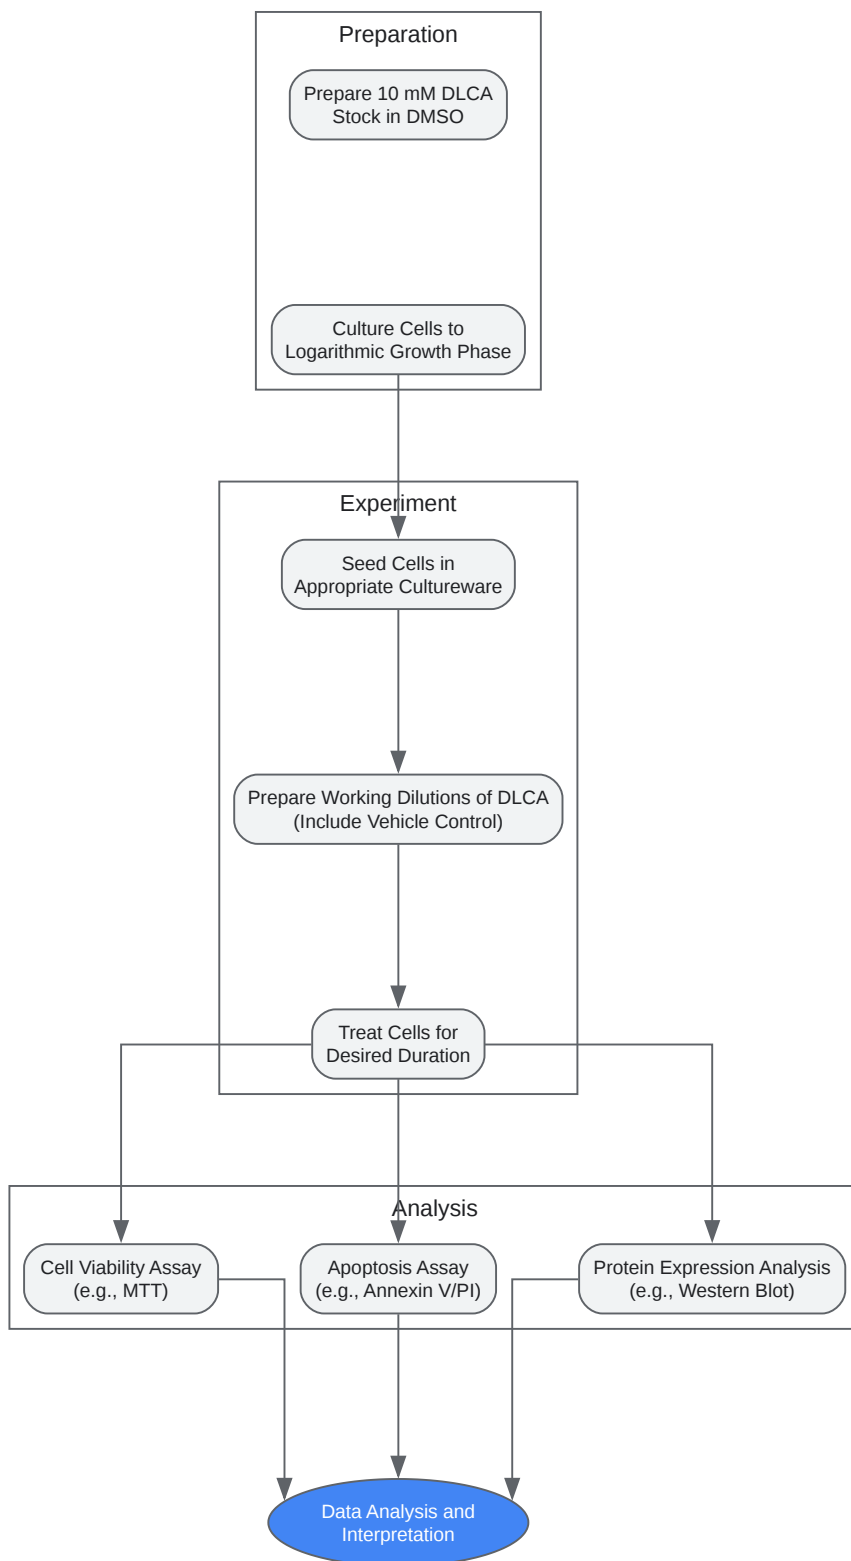 Preparation
Prepare 10 mM DLCA
Stock in DMSO
Culture Cells to
Logarithmic Growth Phase
Experiment
Seed Cells in
Appropriate Cultureware
Prepare Working Dilutions of DLCA
(Include Vehicle Control)
Treat Cells for
Desired Duration
Analysis
Cell Viability Assay
(e.g., MTT)
Apoptosis Assay
(e.g., Annexin V/PI)
Protein Expression Analysis
(e.g., Western Blot)
Data Analysis and
Interpretation